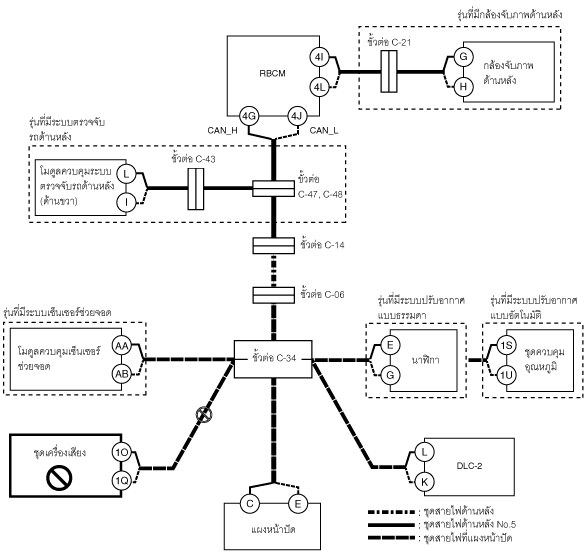 รุ่นที่มีกล้องจับภาพด้านหลัง
ขั้วต่อ C-21
RBCM
4I
4L
G
H
กล้องจับภาพ
ด้านหลัง
4G
4J
CAN_H
CAN_L
รุ่นที่มีระบบตรวจจับ
รถด้านหลัง
ขั้วต่อ C-43
โมดูลควบคุมระบบ
ตรวจจับรถด้านหลัง
(ด้านขวา)
L
I
ขั้วต่อ
C-47, C-48
ขั้วต่อ C-14
ขั้วต่อ C-06
รุ่นที่มีระบบเซ็นเซอร์ช่วยจอด
โมดูลควบคุมเซ็นเซอร์
ช่วยจอด
AA
AB
ขั้วต่อ C-34
รุ่นที่มีระบบปรับอากาศ
แบบธรรมดา
E
G
นาฬิกา
รุ่นที่มีระบบปรับอากาศ
แบบอัตโนมัติ
1S
1U
ชุดควบคุม
อุณหภูมิ
ชุดเครื่องเสียง
1O
1Q
L
K
DLC-2
C
E
แผงหน้าปัด
: ชุดสายไฟด้านหลัง
: ชุดสายไฟด้านหลัง No.5
: ชุดสายไฟที่แผงหน้าปัด